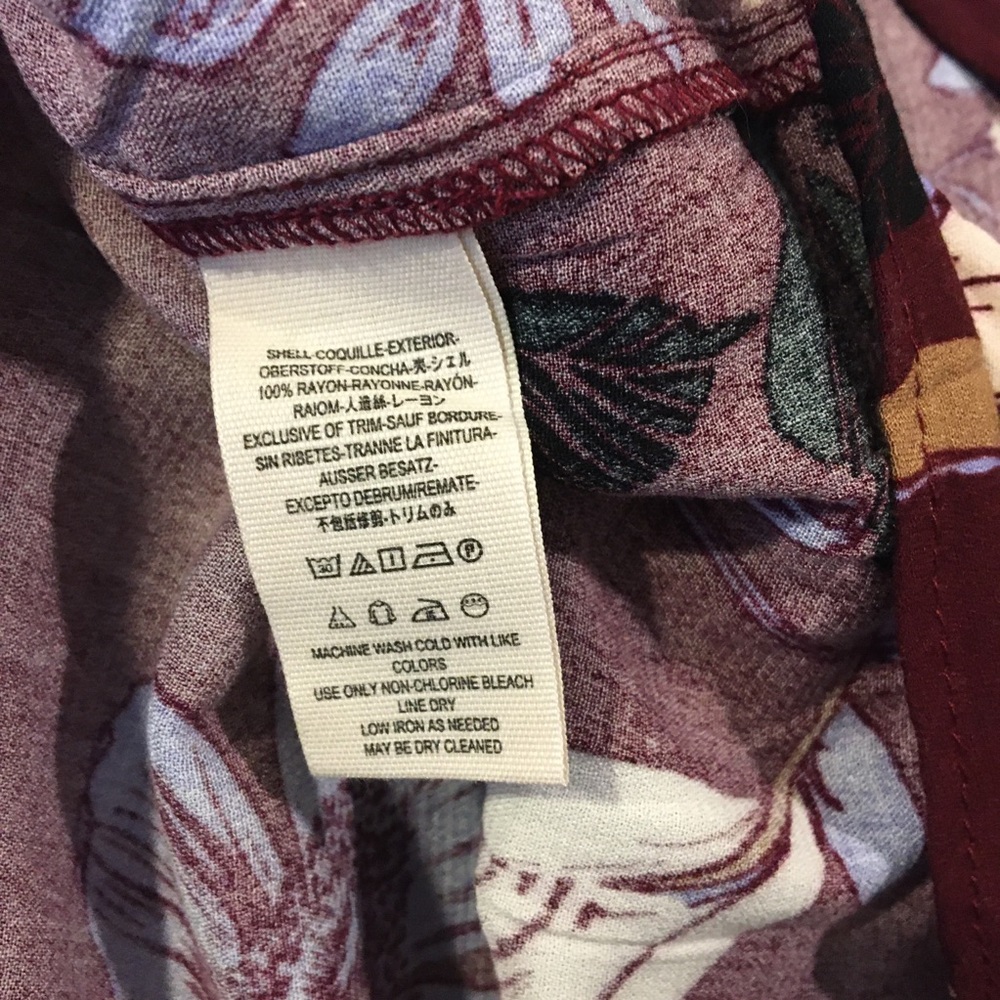 SHELL-COQUILLE-EXTERIOR-
OBERSTOFF-CONCHA-売-シェル
100% RAYON-RAYONNE-RAYÓN-
RAIOM-人造絲-レーヨン
EXCLUSIVE OF TRIM-SAUF BORDURE-
SIN RIBETES-TRANNE LA FINITURA-
AUSSER BESATZ-
EXCEPTO DEBRUM/REMATE-
不包括修剪-トリムのみ
30 P
MACHINE WASH COLD WITH LIKE
COLORS
USE ONLY NON-CHLORINE BLEACH
LINE DRY
LOW IRON AS NEEDED
MAY BE DRY CLEANED